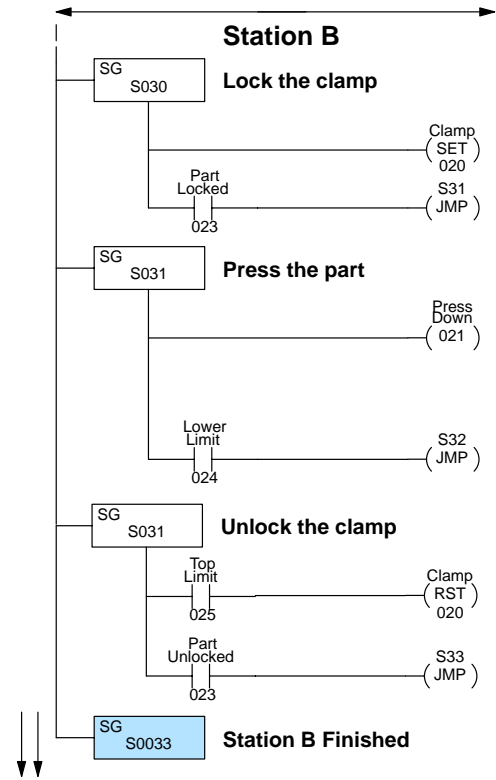 Station B
SG
S030
Lock the clamp
Clamp
SET
020
Part
Locked
023
S31
JMP
SG
S031
Press the part
Press
Down
021
Lower
Limit
024
S32
JMP
SG
S031
Unlock the clamp
Top
Limit
025
Clamp
RST
020
Part
Unlocked
023
S33
JMP
SG
S0033
Station B Finished